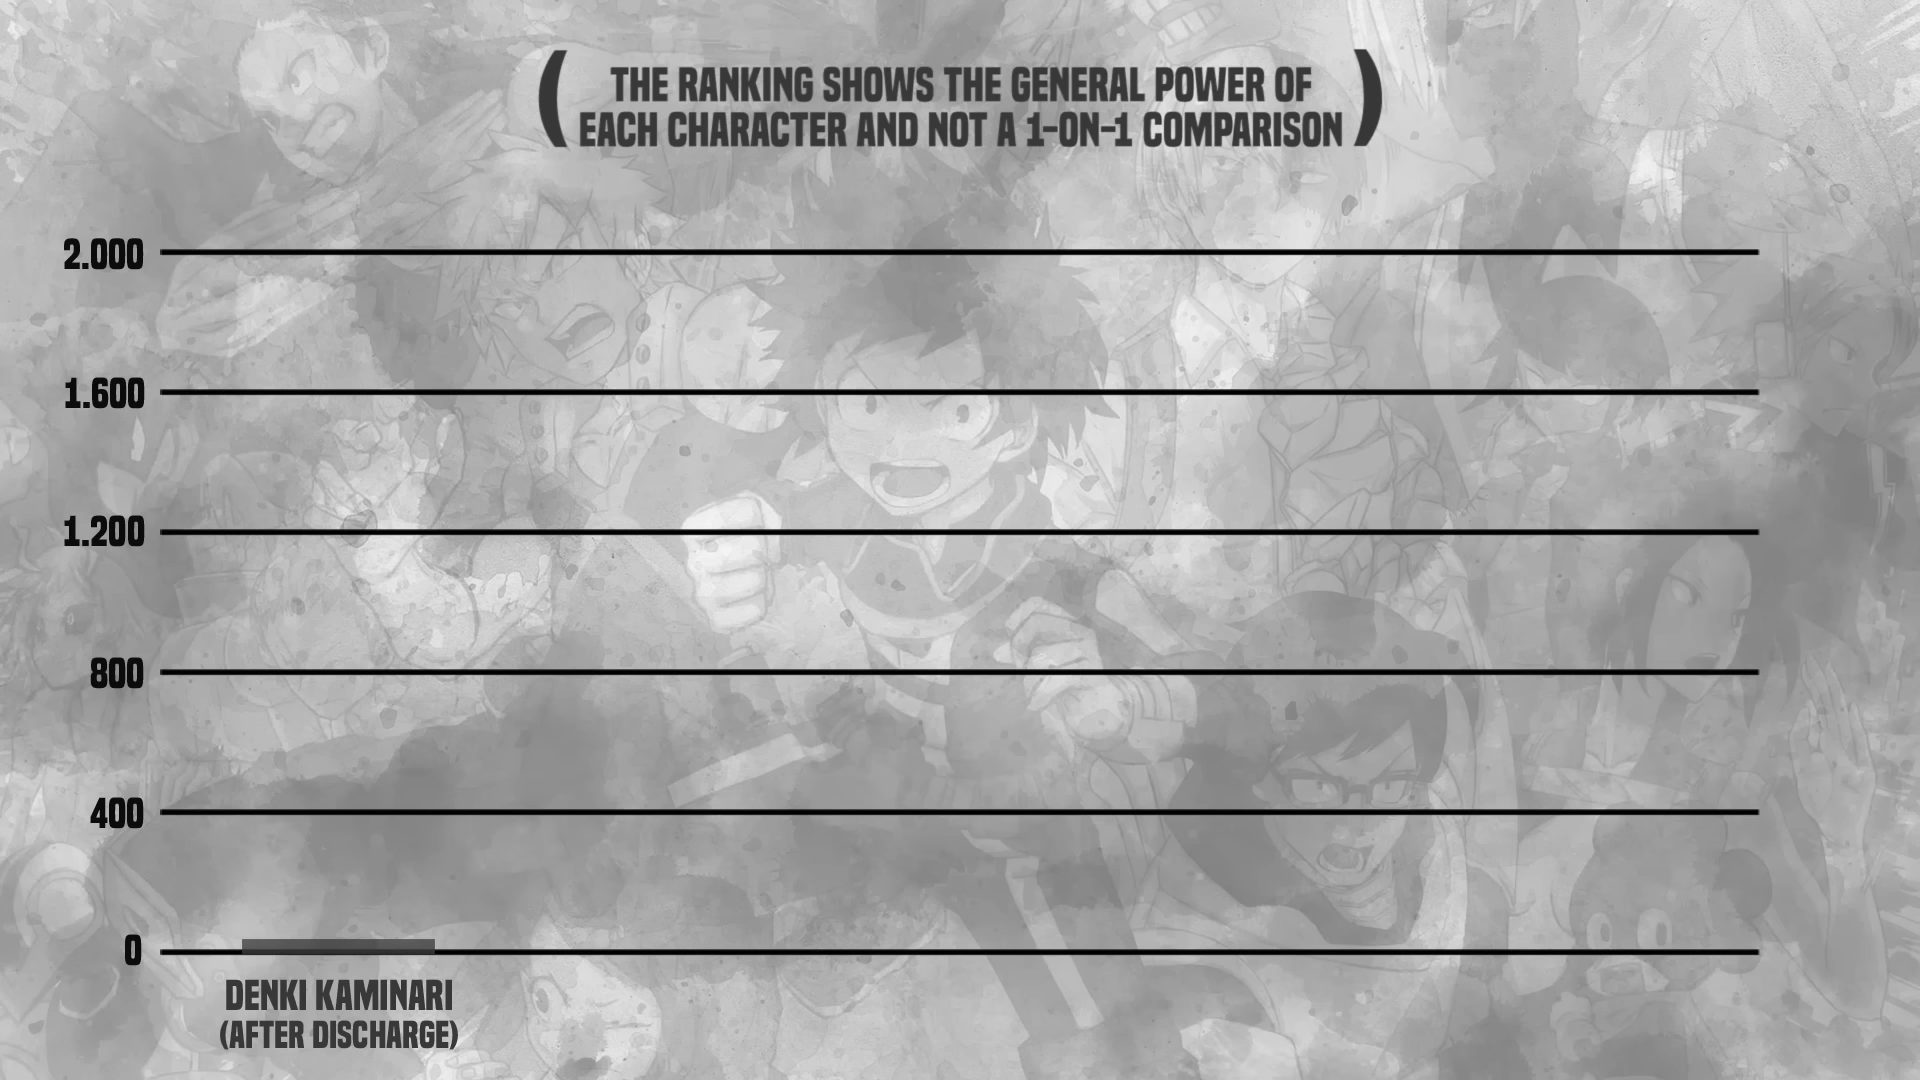 (THE RANKING SHOWS THE GENERAL POWER OF
EACH CHARACTER AND NOT A 1-ON-1 COMPARISON)
2.000
1.600
1.200
800
400
0
DENKI KAMINARI
(AFTER DISCHARGE)